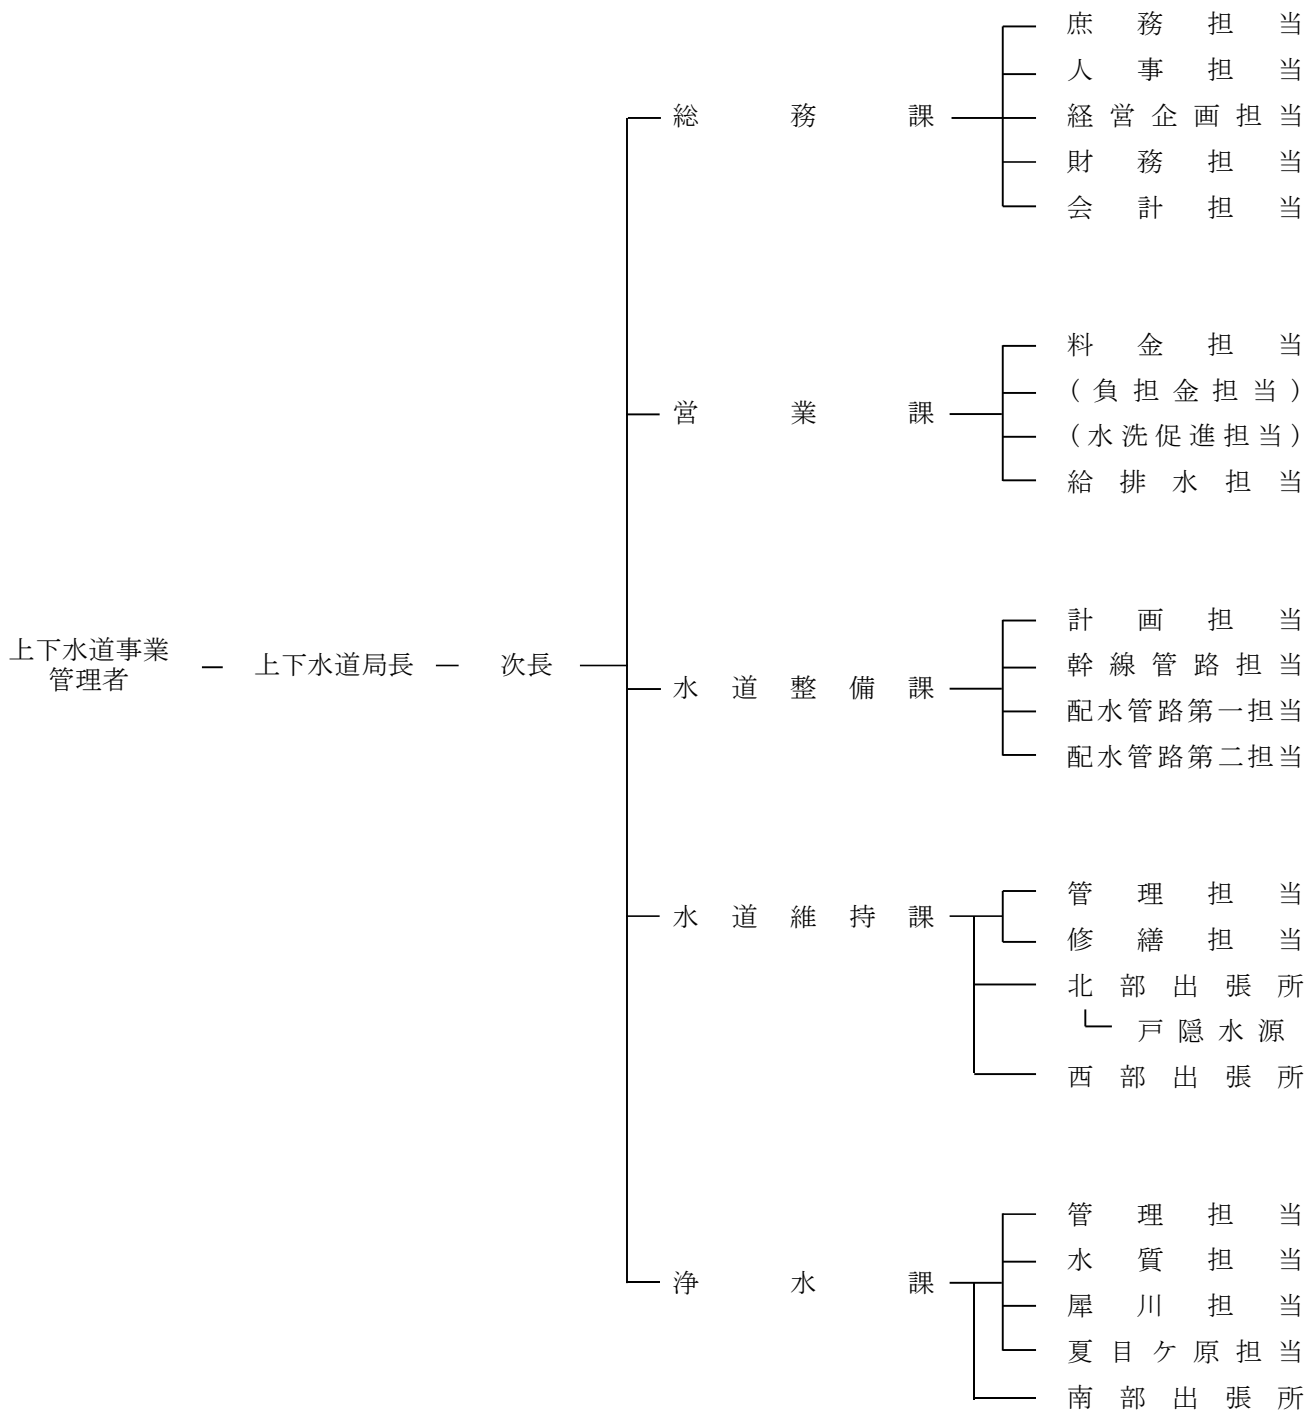 上下水道事業
管理者
上下水道局長
次長
総務課
庶務担当
人事担当
経営企画担当
財務担当
会計担当
営業課
料金担当
(負担金担当)
(水洗促進担当)
給排水担当
水道整備課
計画担当
幹線管路担当
配水管路第一担当
配水管路第二担当
水道維持課
管理担当
修繕担当
北部出張所
戸隠水源
西部出張所
浄水課
管理担当
水質担当
犀川担当
夏目ケ原担当
南部出張所